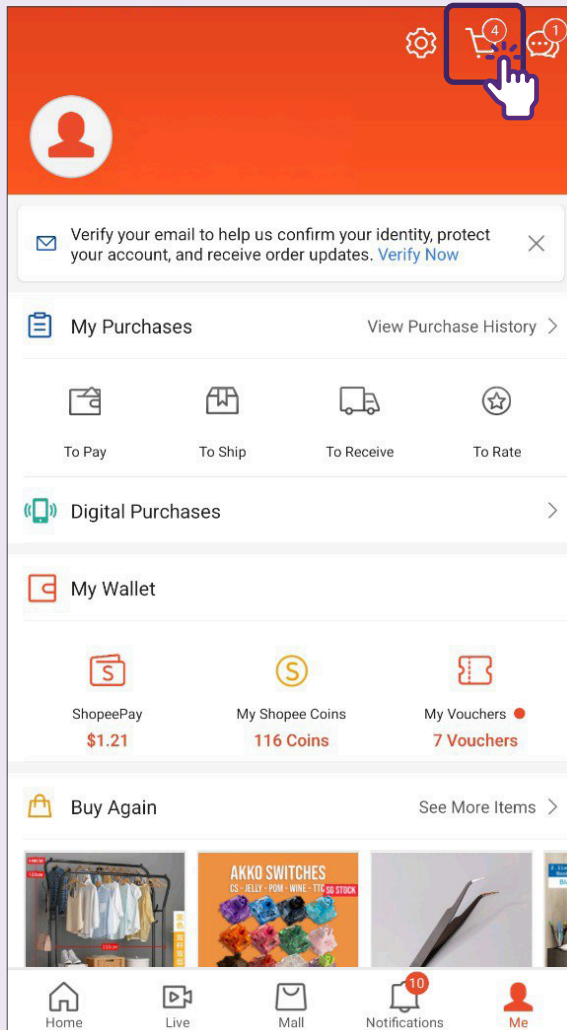 4
1
Verify your email to help us confirm your identity, protect
your account, and receive order updates. Verify Now
My Purchases
View Purchase History
To Pay
To Ship
To Receive
To Rate
Digital Purchases
My Wallet
S
S
ShopeePay
My Shopee Coins
My Vouchers
$1.21
116 Coins
7 Vouchers
Buy Again
See More Items
AKKO SWITCHES
CS - JELLY - POM - WINE - TTC
SG STOCK
10
Home
Live
Mall
Notifications
Me